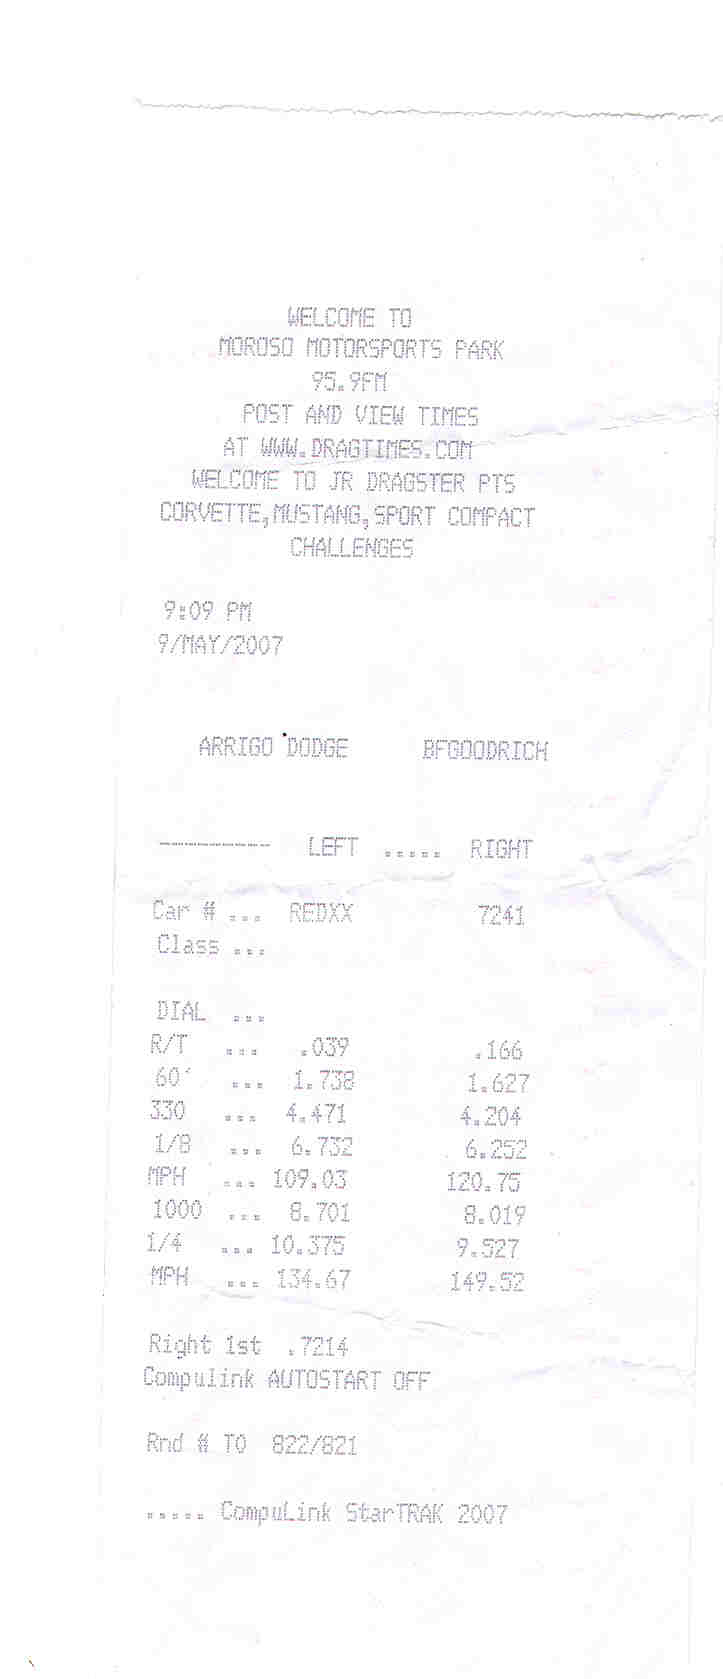 WELCOME TO
MOROSO MOTORSPORTS PARK
95.9FM
POST AND VIEW TIMES
AT WWW.DRAGTIMES.COM
WELCOME TO JR DRAGSTER PTS
CORVETTE,MUSTANG,SPORT COMPACT
CHALLENGES
9:09 PM
9/MAY/2007
ARRIGO DODGE BFGOODRICH
----------- LEFT ..... RIGHT
Car # ... REDXX 7241
Class ...
DIAL ...
R/T ... .039 .166
60' ... 1.738 1.627
330 ... 4.471 4.204
1/8 ... 6.732 6.252
MPH ... 109.03 120.75
1000 ... 8.701 8.019
1/4 ... 10.375 9.527
MPH ... 134.67 149.52
Right 1st .7214
Compulink AUTOSTART OFF
Rnd # TO 822/821
..... CompuLink StarTRAK 2007